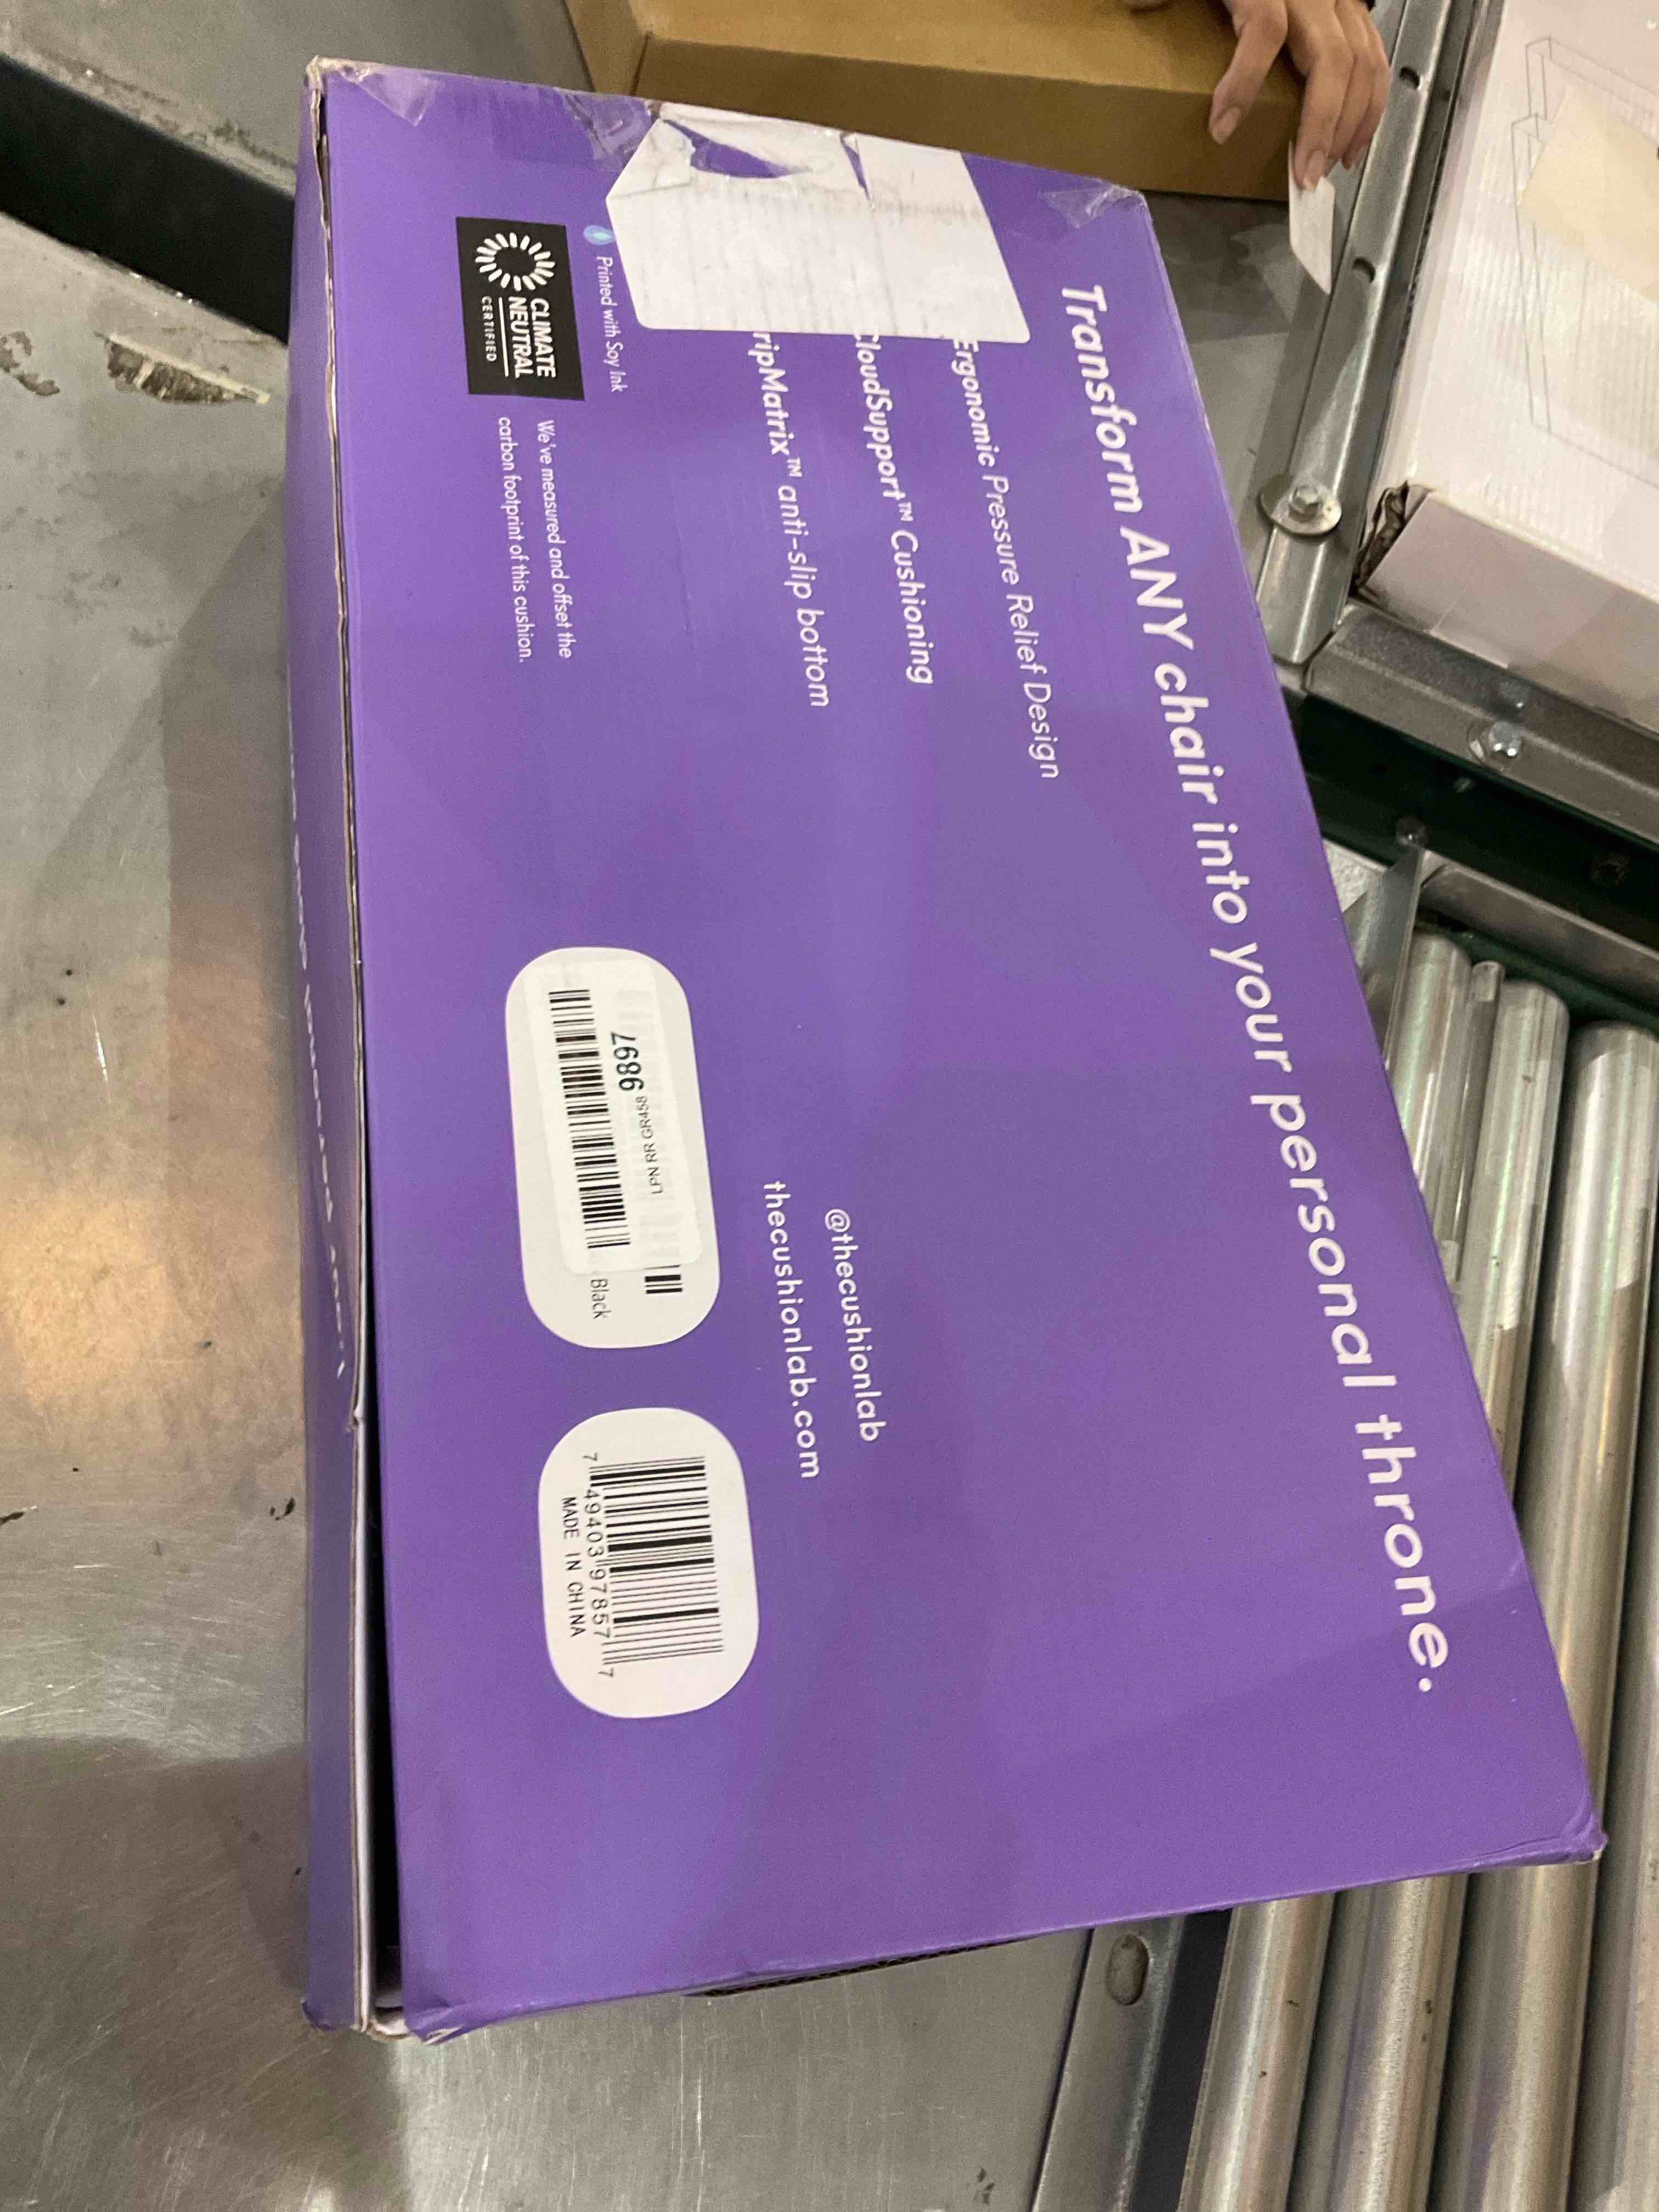 Transform ANY chair into your personal throne.
Ergonomic Pressure Relief Design
CloudSupport™ Cushioning
ripMatrix™ anti-slip bottom
@thecushionlab
thecushionlab.com
Printed with Soy Ink
CLIMATE
NEUTRAL
CERTIFIED
We've measured and offset the
carbon footprint of this cushion.
LPN RR GR458
9897
Black
7 49403 97857 7
MADE IN CHINA